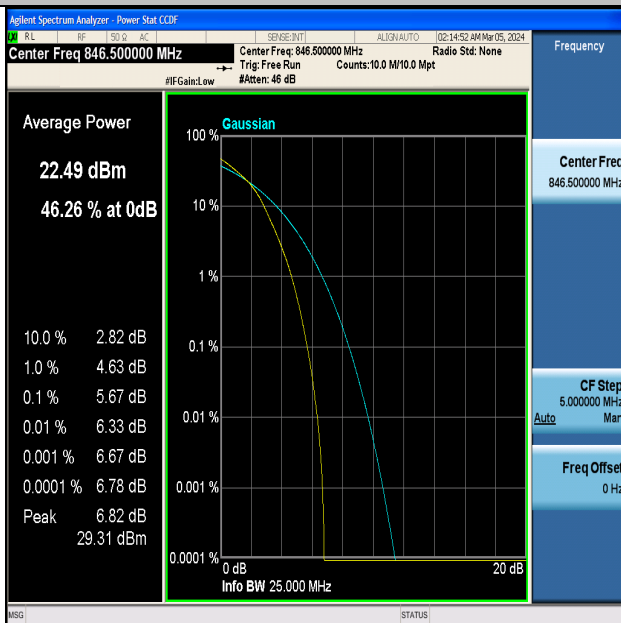 Agilent Spectrum Analyzer - Power Stat CCDF
LXI RL RF 50 Ω AC SENSE:INT ALIGN AUTO 02:14:52 AM Mar 05, 2024
Center Freq 846.500000 MHz
Center Freq: 846.500000 MHz Radio Std: None
Trig: Free Run Counts:10.0 M/10.0 Mpt
#IFGain:Low #Atten: 46 dB
Frequency
Average Power
22.49 dBm
46.26 % at 0dB
10.0 % 2.82 dB
1.0 % 4.63 dB
0.1 % 5.67 dB
0.01 % 6.33 dB
0.001 % 6.67 dB
0.0001 % 6.78 dB
Peak 6.82 dB
29.31 dBm
Gaussian
100 %
10 %
1 %
0.1 %
0.01 %
0.001 %
0.0001 %
0 dB 20 dB
Info BW 25.000 MHz
Center Freq
846.500000 MHz
CF Step
5.000000 MHz
Auto Man
Freq Offset
0 Hz
MSG STATUS